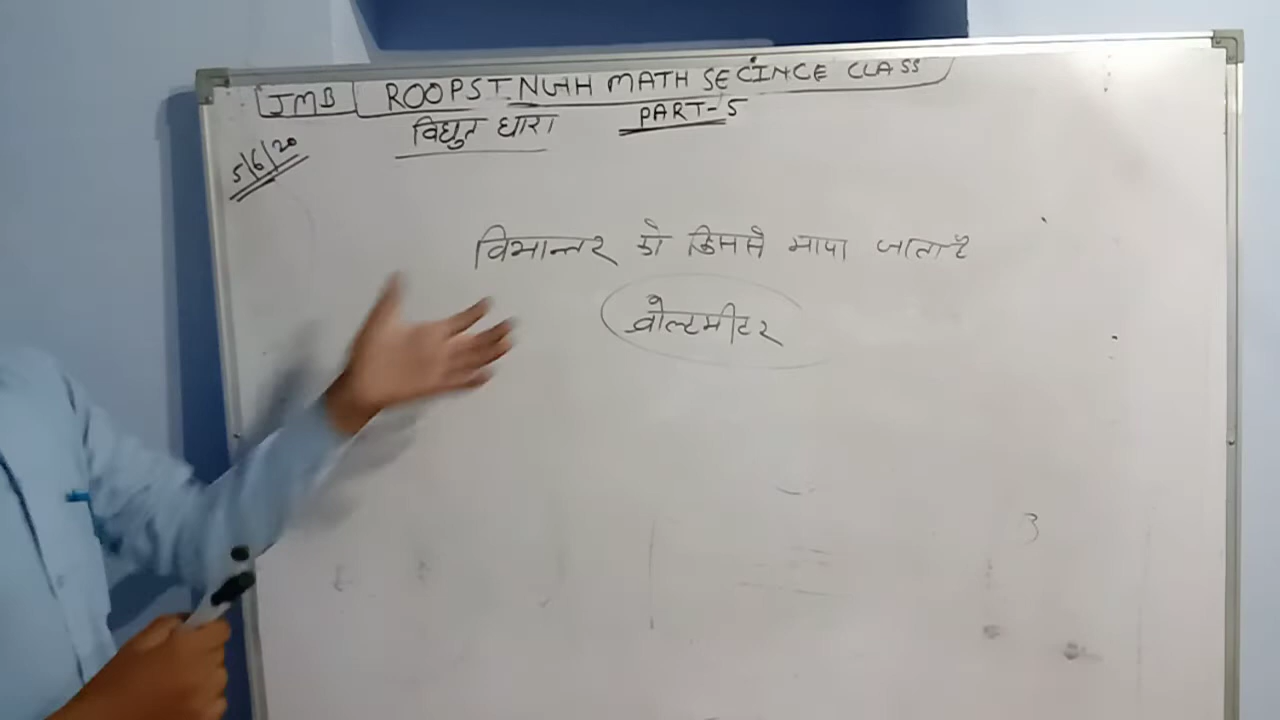 JMB ROOPSINGH MATH SECINCE CLASS
विधुत धारा PART-5
5/6/20
विभान्तर को किससे मापा जाता है
वोल्टमीटर